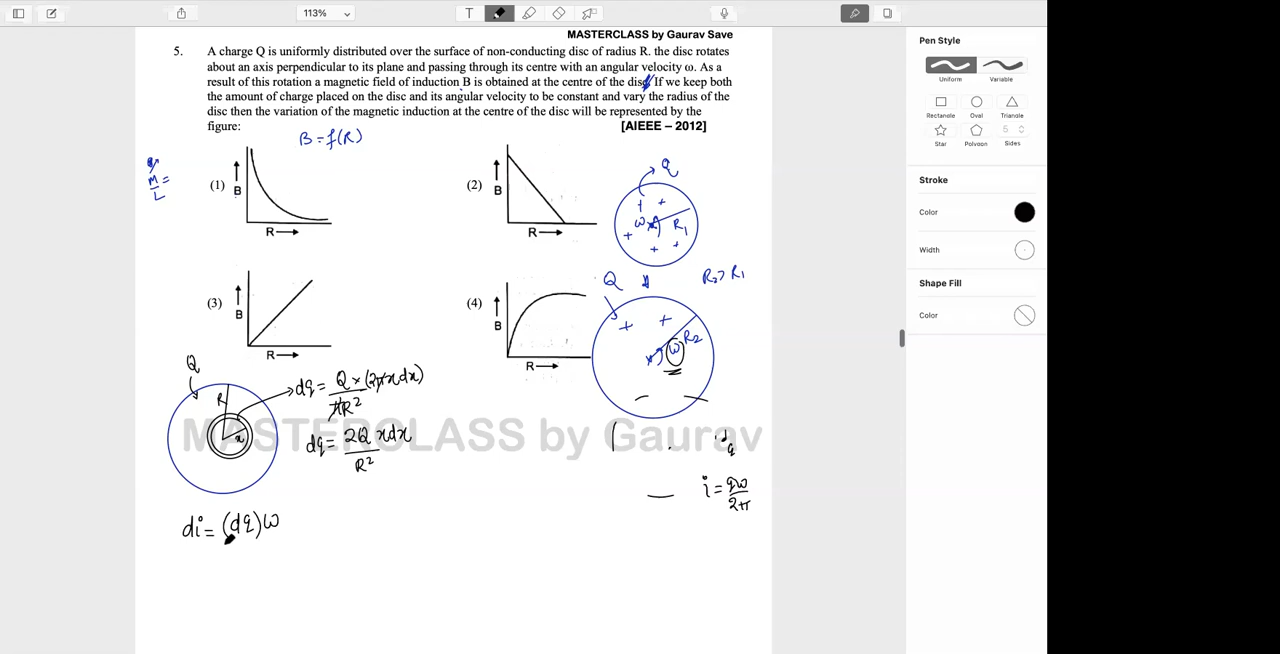 113%
T
MASTERCLASS by Gaurav Save
5. A charge Q is uniformly distributed over the surface of non-conducting disc of radius R. the disc rotates
about an axis perpendicular to its plane and passing through its centre with an angular velocity ω. As a
result of this rotation a magnetic field of induction B is obtained at the centre of the disc. If we keep both
the amount of charge placed on the disc and its angular velocity to be constant and vary the radius of the
disc then the variation of the magnetic induction at the centre of the disc will be represented by the
figure: [AIEEE – 2012]
B = f(R)
M/L =
(1) B R
(2) B R
Q
ω R1
(3) B R
(4) B R
Q R2 > R1
ω R2
Q
R
x
dq = Q/πR² × (2πxdx)
dq = 2Q xdx/R²
MASTERCLASS by Gaurav
dq
i = qω/2π
di = (dq)ω
Pen Style
Uniform Variable
Rectangle Oval Triangle
Star Polygon 5 Sides
Stroke
Color
Width
Shape Fill
Color